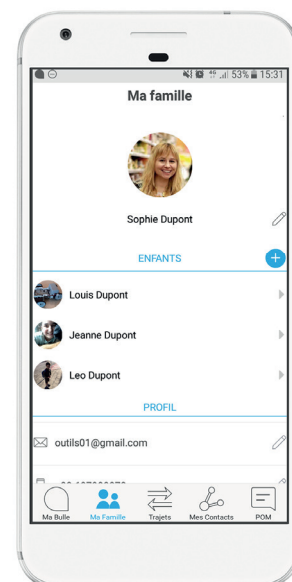 4G 53% 15:31
Ma famille
Sophie Dupont
ENFANTS
Louis Dupont
Jeanne Dupont
Leo Dupont
PROFIL
outils01@gmail.com
Ma Bulle Ma Famille Trajets Mes Contacts POM